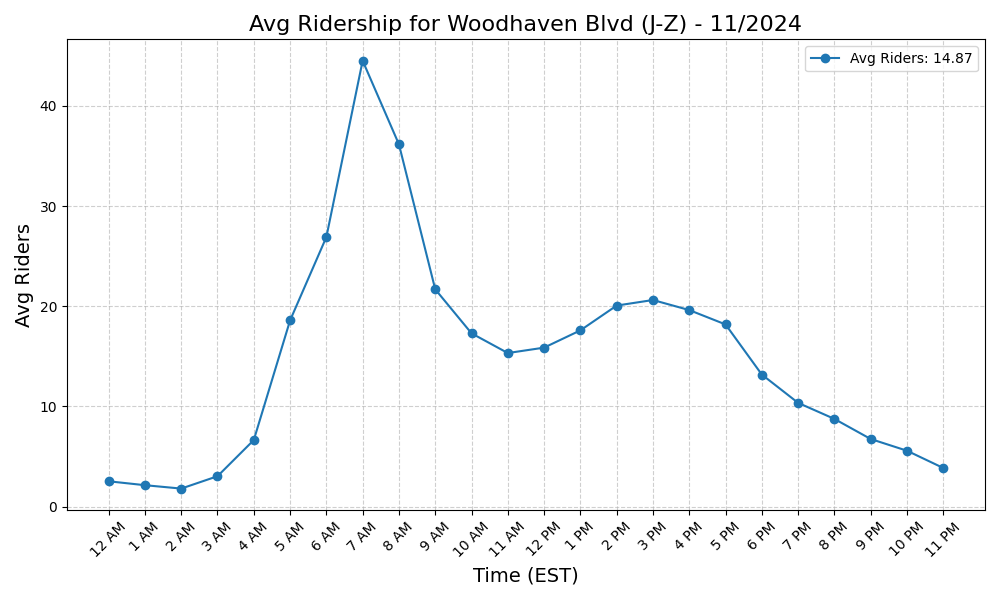 Avg Ridership for Woodhaven Blvd (J-Z) - 11/2024
Avg Riders: 14.87
Avg Riders
40
30
20
10
0
12 AM
1 AM
2 AM
3 AM
4 AM
5 AM
6 AM
7 AM
8 AM
9 AM
10 AM
11 AM
12 PM
1 PM
2 PM
3 PM
4 PM
5 PM
6 PM
7 PM
8 PM
9 PM
10 PM
11 PM
Time (EST)